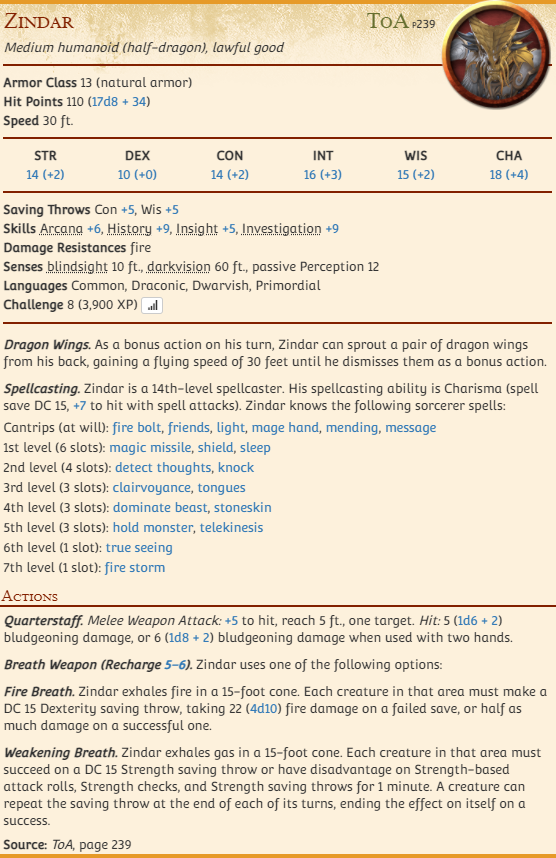 Zindar
ToA p239
Medium humanoid (half-dragon), lawful good
Armor Class 13 (natural armor)
Hit Points 110 (17d8 + 34)
Speed 30 ft.
STR DEX CON INT WIS CHA
14 (+2) 10 (+0) 14 (+2) 16 (+3) 15 (+2) 18 (+4)
Saving Throws Con +5, Wis +5
Skills Arcana +6, History +9, Insight +5, Investigation +9
Damage Resistances fire
Senses blindsight 10 ft., darkvision 60 ft., passive Perception 12
Languages Common, Draconic, Dwarvish, Primordial
Challenge 8 (3,900 XP)
Dragon Wings. As a bonus action on his turn, Zindar can sprout a pair of dragon wings
from his back, gaining a flying speed of 30 feet until he dismisses them as a bonus action.
Spellcasting. Zindar is a 14th-level spellcaster. His spellcasting ability is Charisma (spell
save DC 15, +7 to hit with spell attacks). Zindar knows the following sorcerer spells:
Cantrips (at will): fire bolt, friends, light, mage hand, mending, message
1st level (6 slots): magic missile, shield, sleep
2nd level (4 slots): detect thoughts, knock
3rd level (3 slots): clairvoyance, tongues
4th level (3 slots): dominate beast, stoneskin
5th level (3 slots): hold monster, telekinesis
6th level (1 slot): true seeing
7th level (1 slot): fire storm
Actions
Quarterstaff. Melee Weapon Attack: +5 to hit, reach 5 ft., one target. Hit: 5 (1d6 + 2)
bludgeoning damage, or 6 (1d8 + 2) bludgeoning damage when used with two hands.
Breath Weapon (Recharge 5–6). Zindar uses one of the following options:
Fire Breath. Zindar exhales fire in a 15-foot cone. Each creature in that area must make a
DC 15 Dexterity saving throw, taking 22 (4d10) fire damage on a failed save, or half as
much damage on a successful one.
Weakening Breath. Zindar exhales gas in a 15-foot cone. Each creature in that area must
succeed on a DC 15 Strength saving throw or have disadvantage on Strength-based
attack rolls, Strength checks, and Strength saving throws for 1 minute. A creature can
repeat the saving throw at the end of each of its turns, ending the effect on itself on a
success.
Source: ToA, page 239